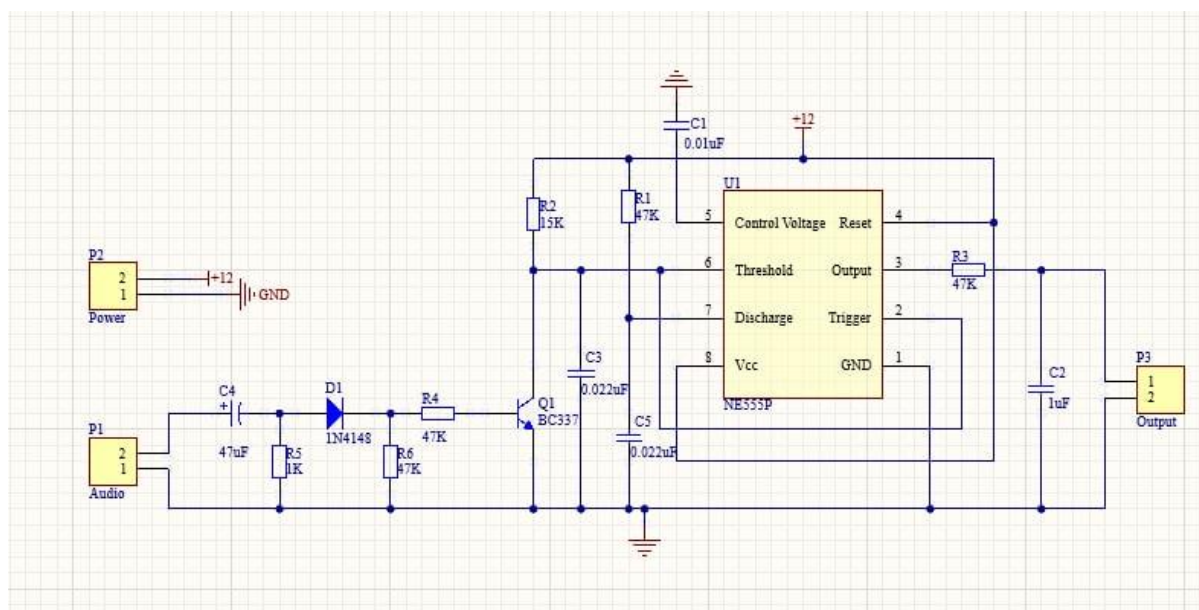 C1
0.01uF
+12
U1
R2
15K
R1
47K
5
Control Voltage
Reset
4
P2
2
+12
1
GND
Power
6
Threshold
Output
3
R3
47K
7
Discharge
Trigger
2
8
Vcc
GND
1
NE555P
C3
0.022uF
C2
1uF
P3
1
2
Output
C4
+
47uF
D1
1N4148
R4
47K
Q1
BC337
C5
0.022uF
P1
2
1
Audio
R5
1K
R6
47K